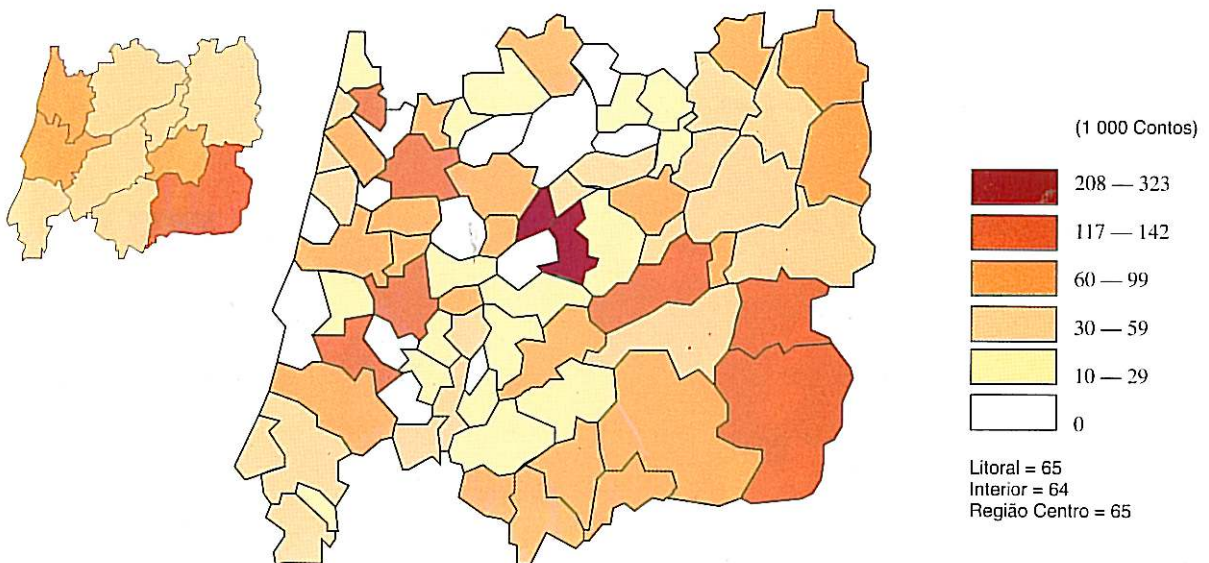 (1 000 Contos)
208 — 323
117 — 142
60 — 99
30 — 59
10 — 29
0
Litoral = 65
Interior = 64
Região Centro = 65